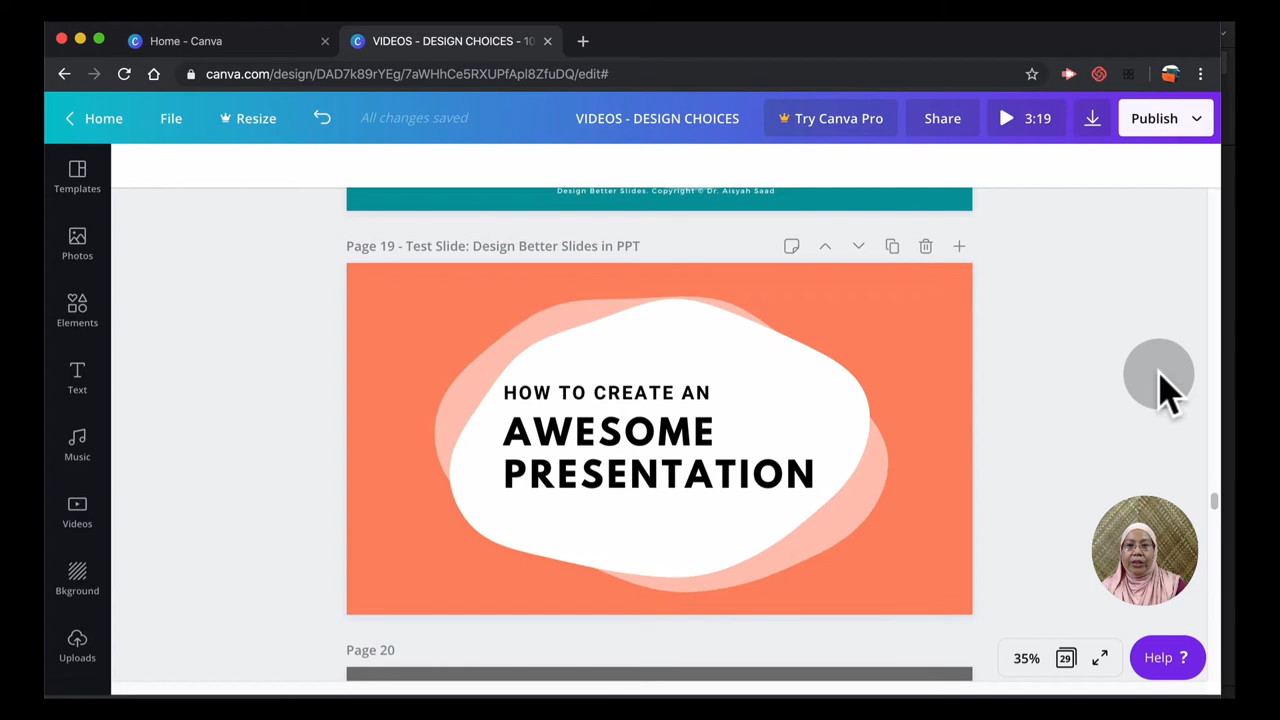 Home - Canva
VIDEOS - DESIGN CHOICES - 10
canva.com/design/DAD7k89rYEg/7aWHhCe5RXUPfApl8ZfuDQ/edit#
Home File Resize All changes saved VIDEOS - DESIGN CHOICES Try Canva Pro Share 3:19 Publish
Templates
Photos
Elements
Text
Music
Videos
Bkground
Uploads
Design Better Slides. Copyright © Dr. Aisyah Saad
Page 19 - Test Slide: Design Better Slides in PPT
HOW TO CREATE AN
AWESOME
PRESENTATION
Page 20
35% 29 Help ?